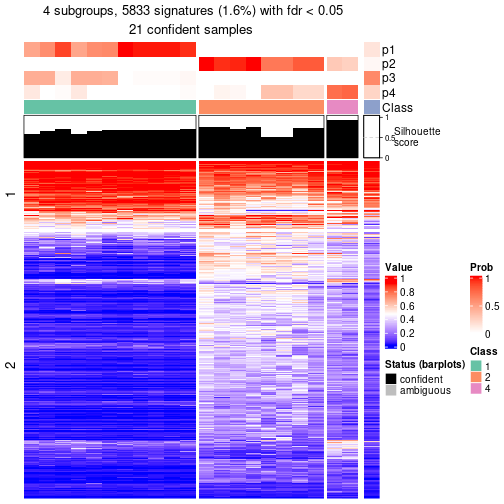 4 subgroups, 5833 signatures (1.6%) with fdr < 0.05
21 confident samples
p1
p2
p3
p4
Class
1
0.5
0
Silhouette
score
1
2
Value
1
0.8
0.6
0.4
0.2
0
Prob
1
0.5
0
Status (barplots)
confident
ambiguous
Class
1
2
4